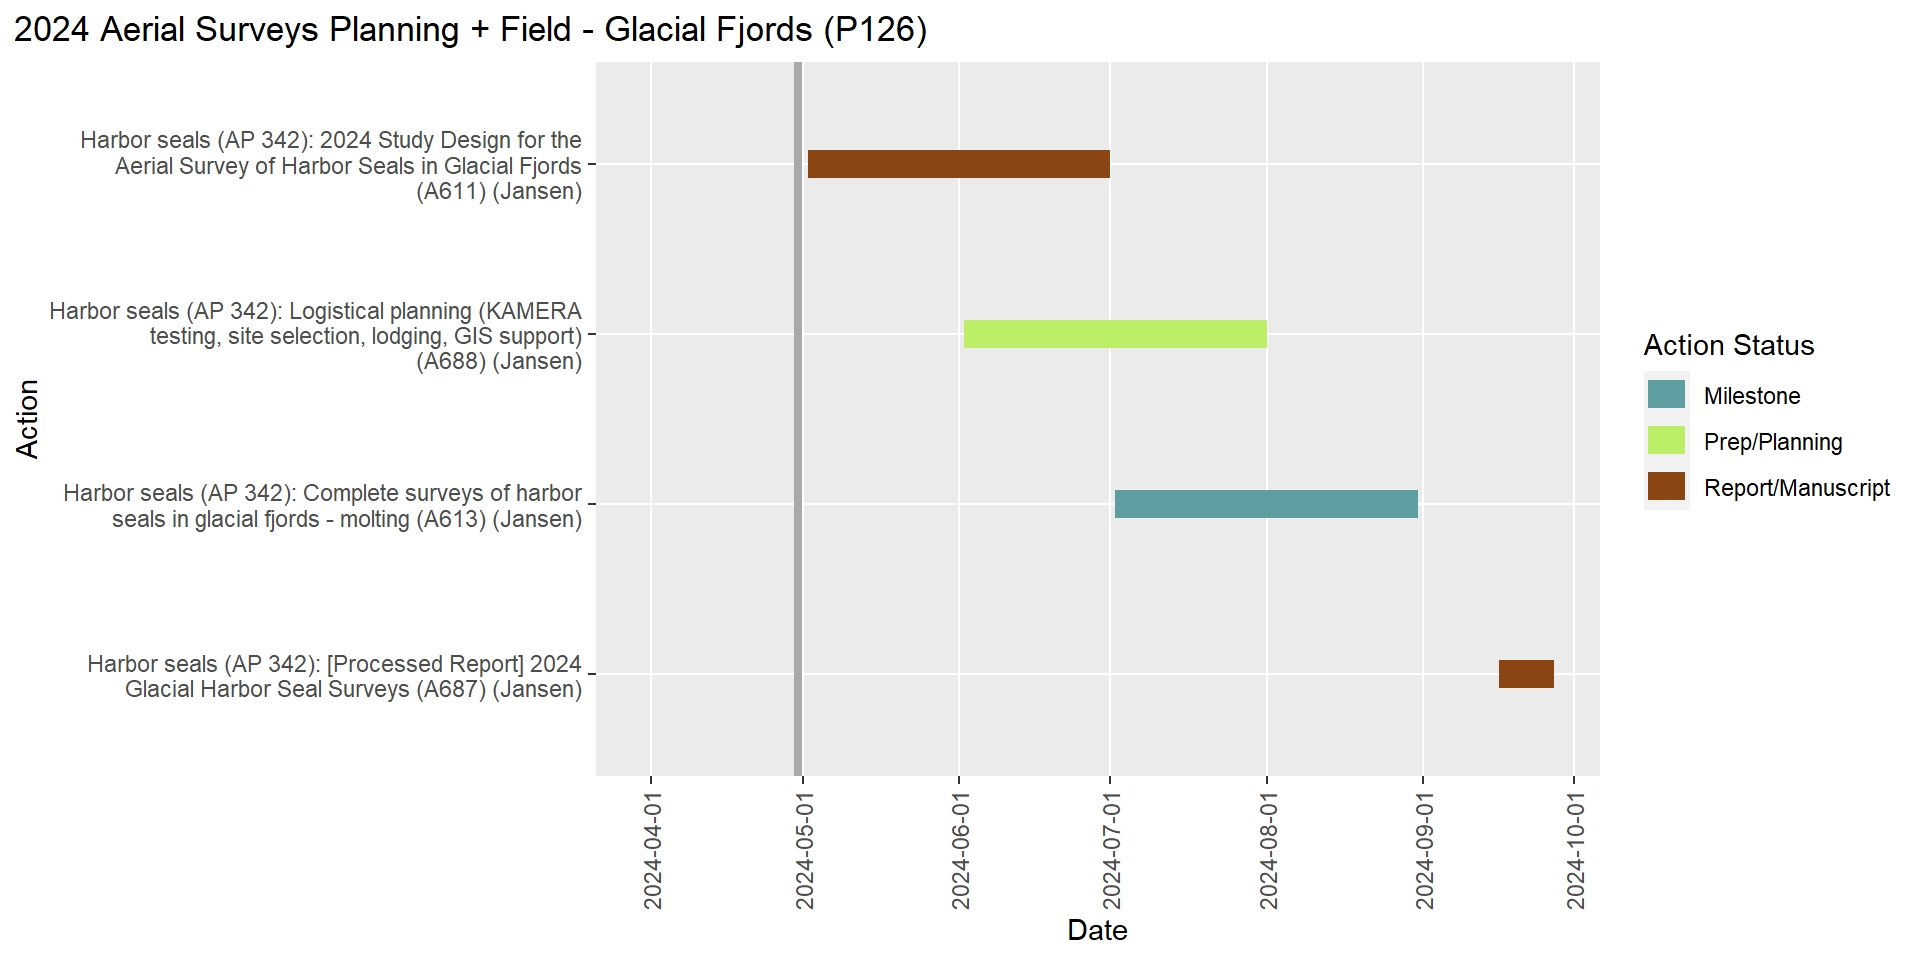 2024 Aerial Surveys Planning + Field - Glacial Fjords (P126)
Harbor seals (AP 342): 2024 Study Design for the
Aerial Survey of Harbor Seals in Glacial Fjords
(A611) (Jansen)
Harbor seals (AP 342): Logistical planning (KAMERA
testing, site selection, lodging, GIS support)
(A688) (Jansen)
Harbor seals (AP 342): Complete surveys of harbor
seals in glacial fjords - molting (A613) (Jansen)
Harbor seals (AP 342): [Processed Report] 2024
Glacial Harbor Seal Surveys (A687) (Jansen)
Action
2024-04-01
2024-05-01
2024-06-01
2024-07-01
2024-08-01
2024-09-01
2024-10-01
Date
Action Status
Milestone
Prep/Planning
Report/Manuscript